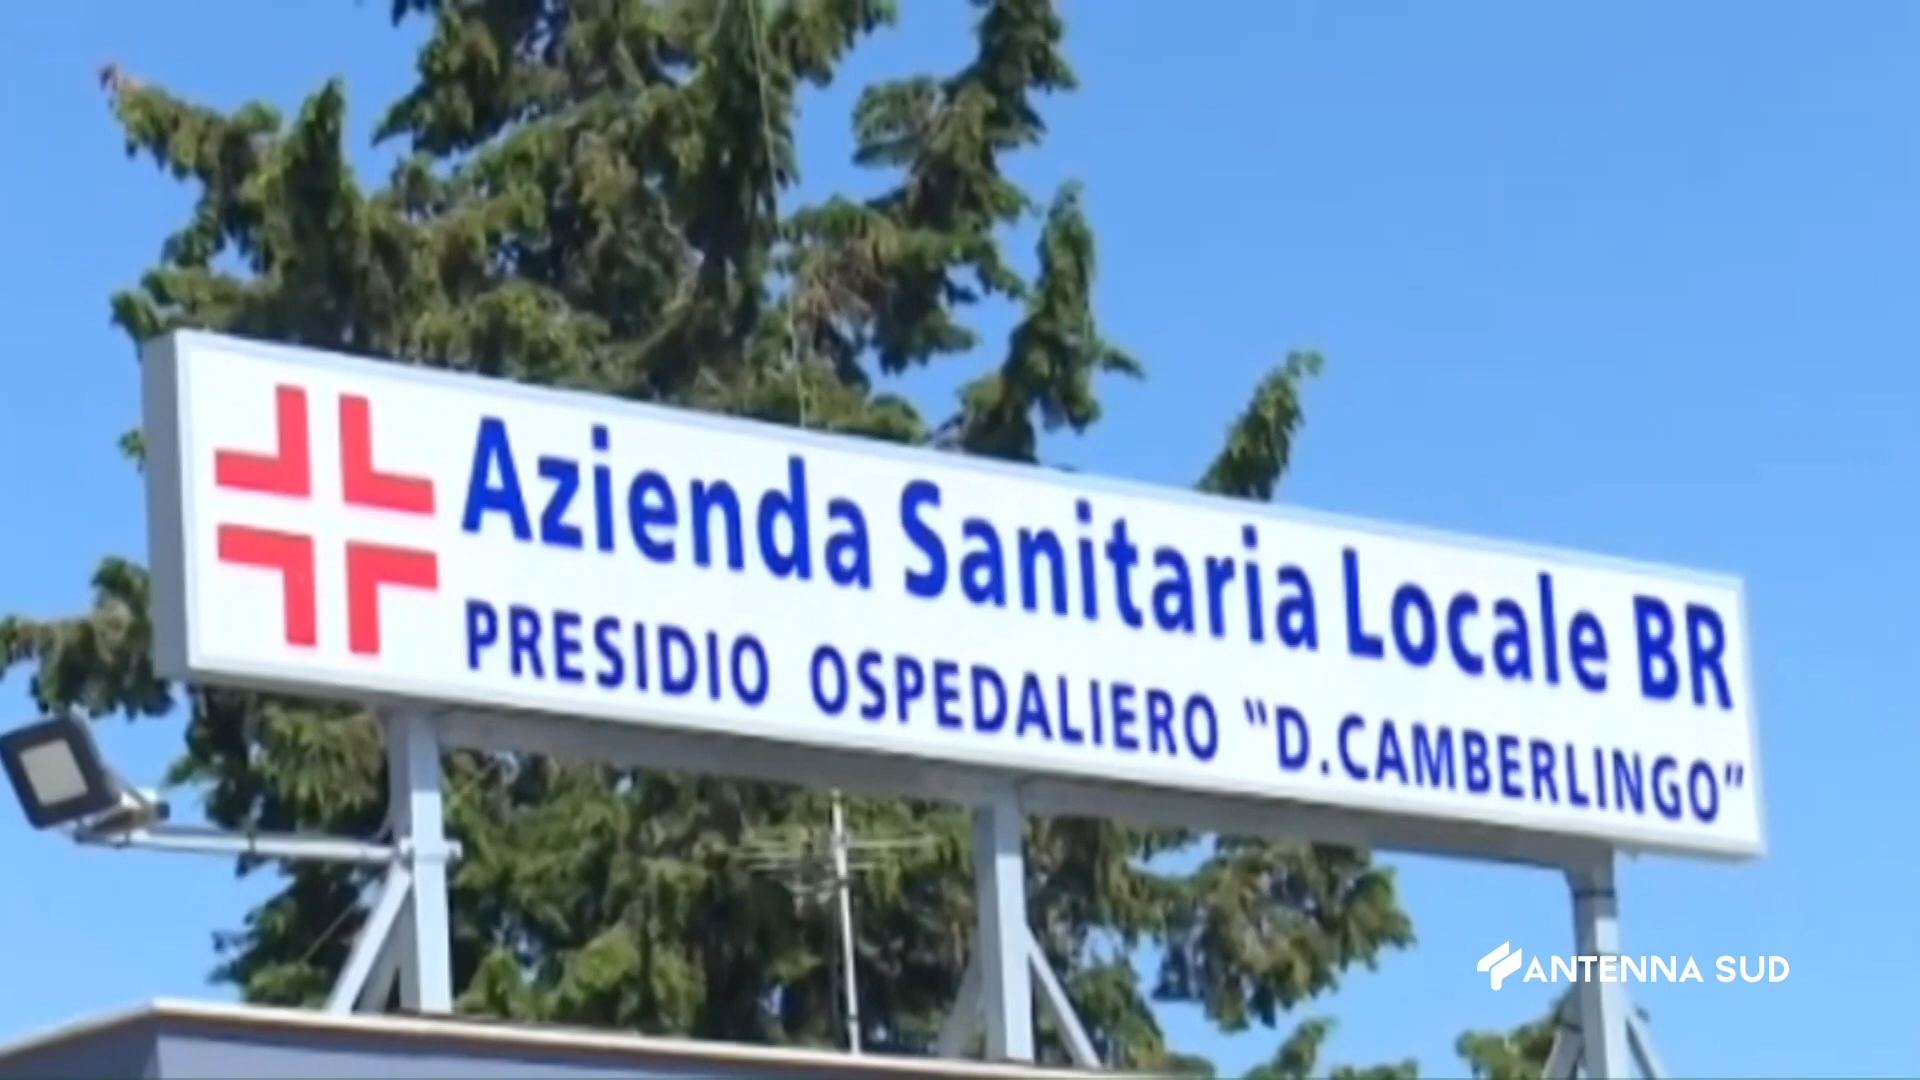 Azienda Sanitaria Locale BR
PRESIDIO OSPEDALIERO “D.CAMBERLINGO”
ANTENNA SUD